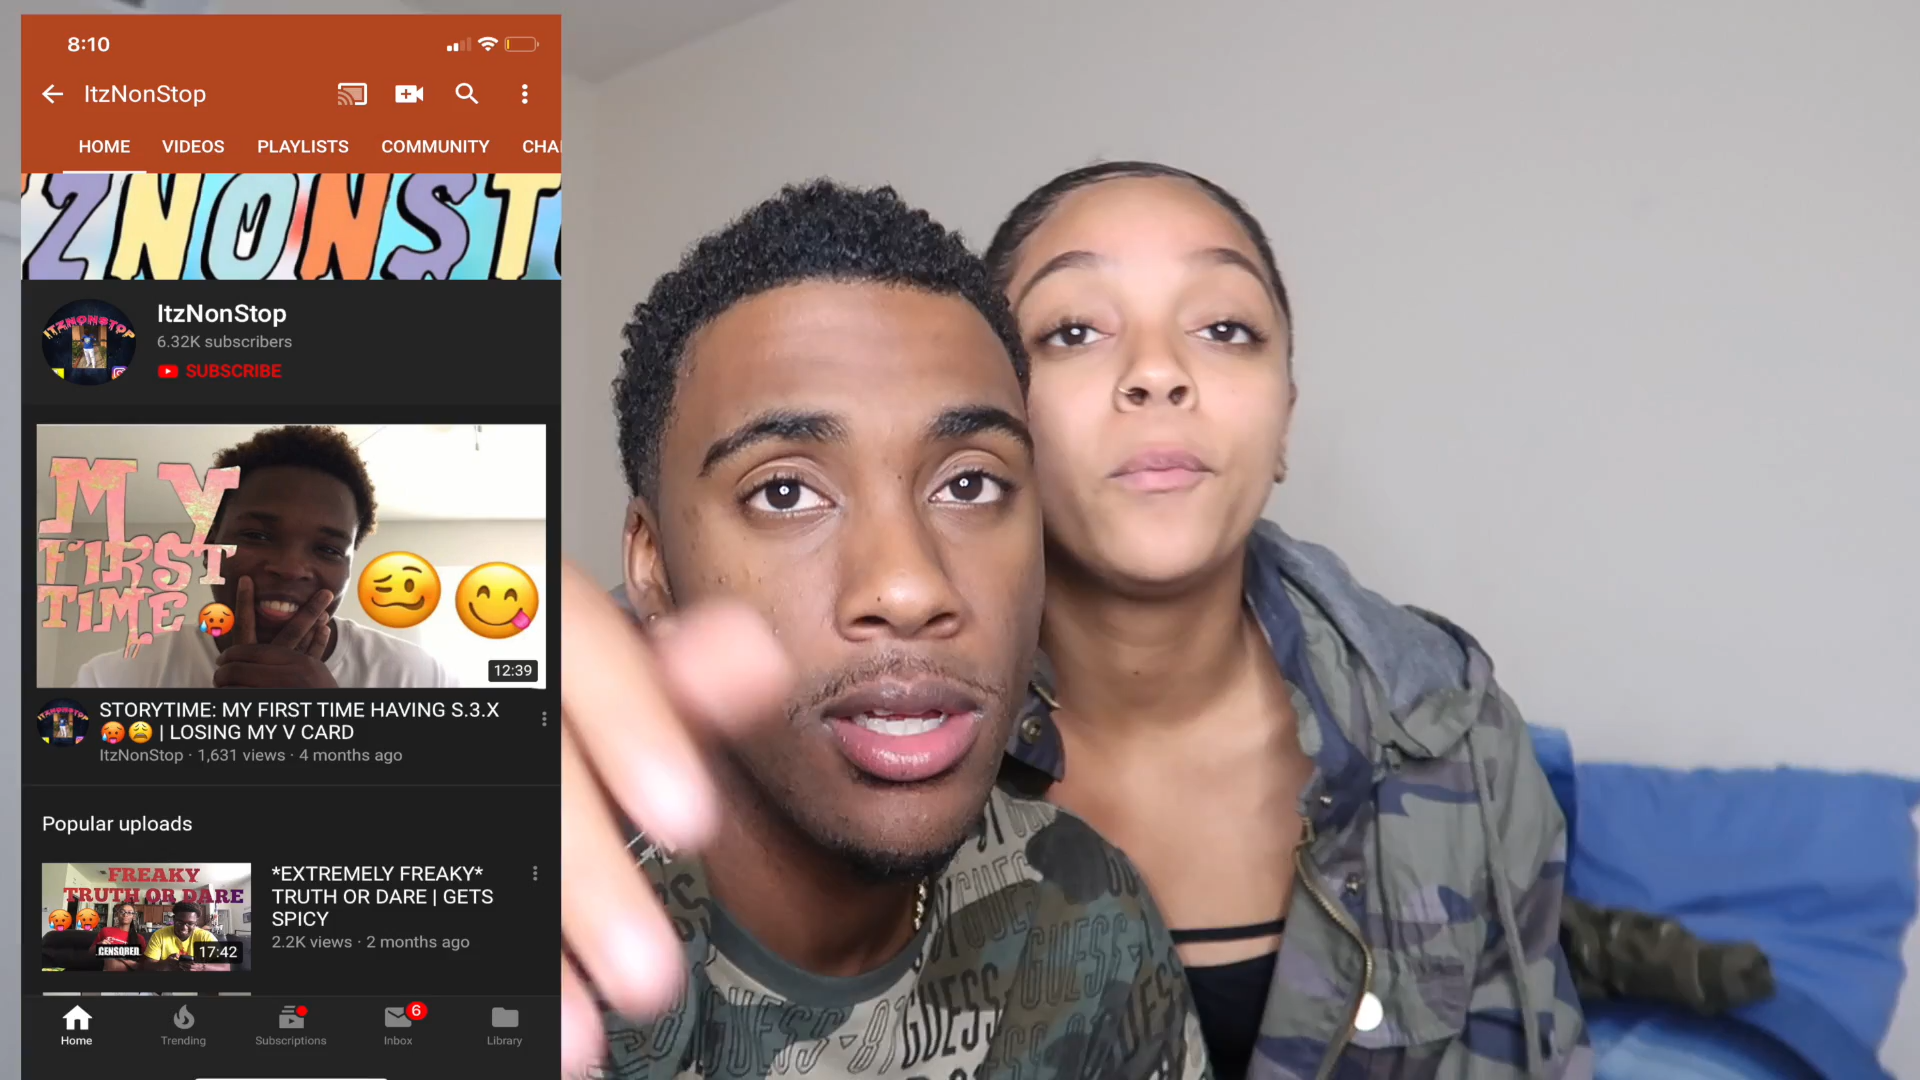 8:10
ItzNonStop
HOME VIDEOS PLAYLISTS COMMUNITY CHA
ZNONST
ItzNonStop
6.32K subscribers
SUBSCRIBE
MY
FIRST
TIME
12:39
ITZNONSTOP
STORYTIME: MY FIRST TIME HAVING S.3.X
🥵😩 | LOSING MY V CARD
ItzNonStop · 1,631 views · 4 months ago
Popular uploads
FREAKY
TRUTH OR DARE
CENSORED
17:42
*EXTREMELY FREAKY*
TRUTH OR DARE | GETS
SPICY
2.2K views · 2 months ago
6
Home Trending Subscriptions Inbox Library
GUESS
GUESS
GUESS